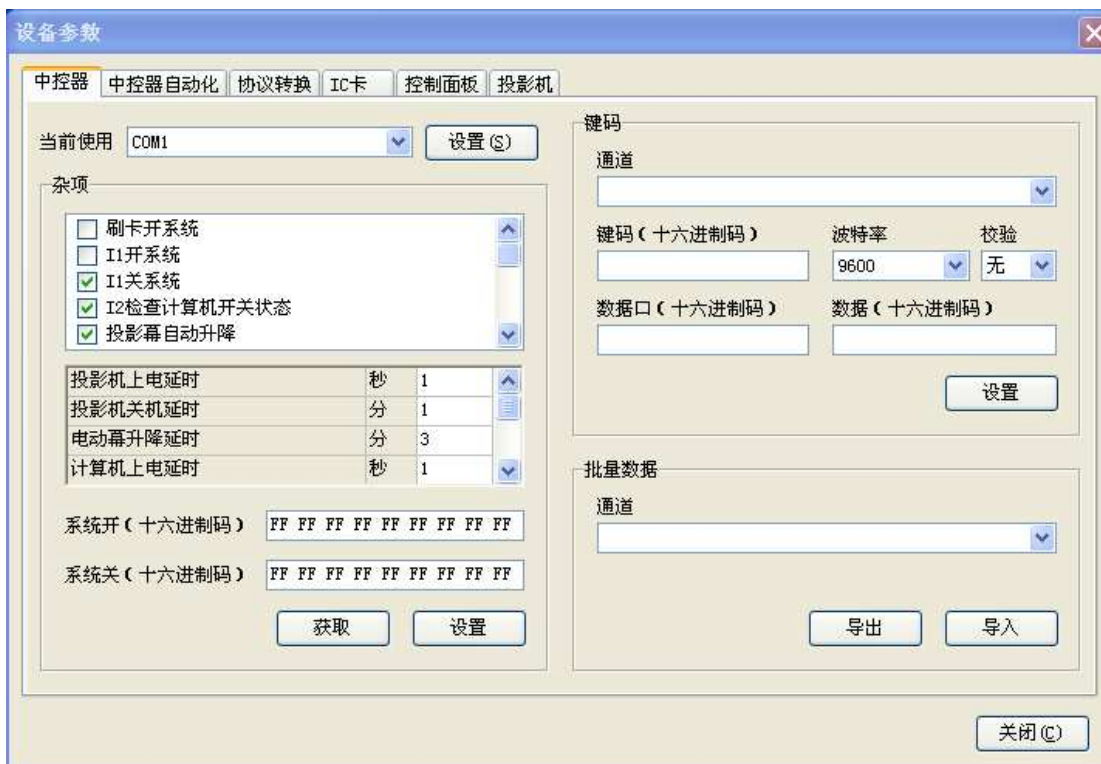 设备参数
中控器 中控器自动化 协议转换 IC卡 控制面板 投影机
当前使用 COM1 设置(S)
杂项
刷卡开系统
I1开系统
I1关系统
I2检查计算机开关状态
投影幕自动升降
投影机上电延时 秒 1
投影机关机延时 分 1
电动幕升降延时 分 3
计算机上电延时 秒 1
系统开(十六进制码) FF FF FF FF FF FF FF FF FF
系统关(十六进制码) FF FF FF FF FF FF FF FF FF
获取 设置
键码
通道
键码(十六进制码) 波特率 校验
9600 无
数据口(十六进制码) 数据(十六进制码)
设置
批量数据
通道
导出 导入
关闭(C)